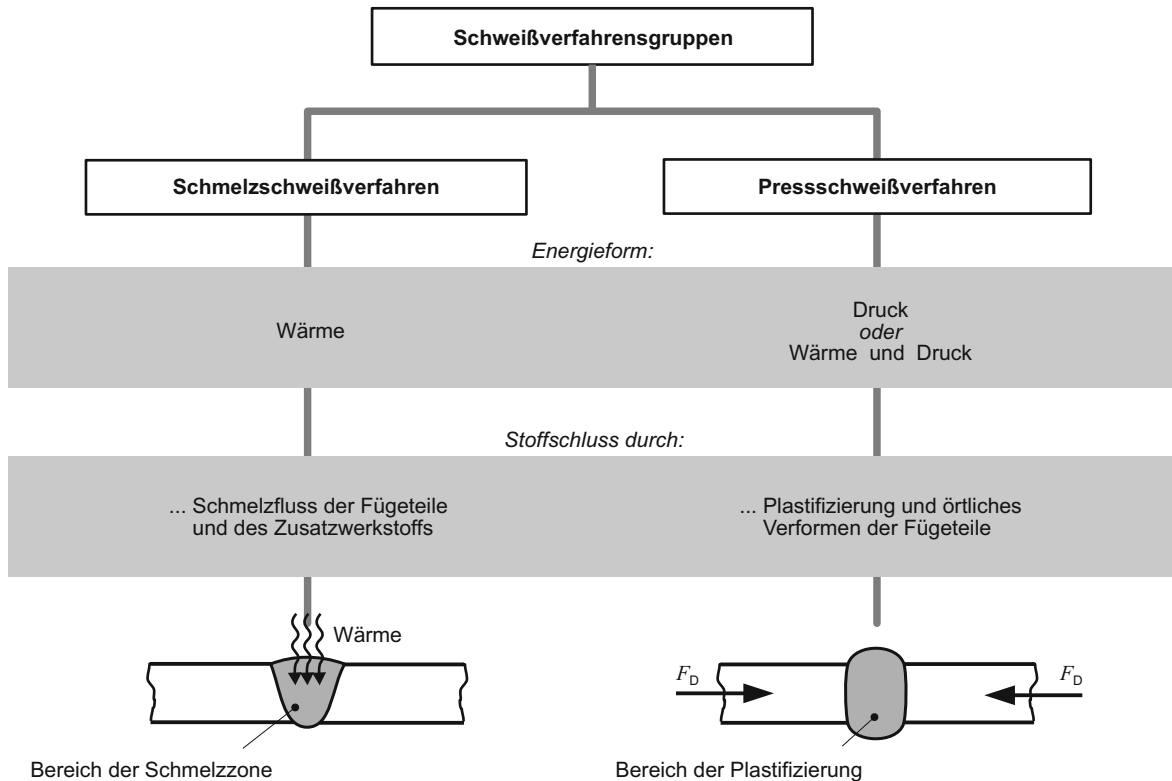 Schweißverfahrensgruppen
Schmelzschweißverfahren
Pressschweißverfahren
Energieform:
Wärme
Druck
oder
Wärme und Druck
Stoffschluss durch:
... Schmelzfluss der Fügeteile
und des Zusatzwerkstoffs
... Plastifizierung und örtliches
Verformen der Fügeteile
Wärme
F_D
F_D
Bereich der Schmelzzone
Bereich der Plastifizierung